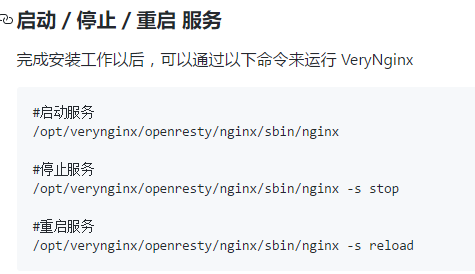 启动 / 停止 / 重启 服务
完成安装工作以后，可以通过以下命令来运行 VeryNginx
#启动服务
/opt/verynginx/openresty/nginx/sbin/nginx
#停止服务
/opt/verynginx/openresty/nginx/sbin/nginx -s stop
#重启服务
/opt/verynginx/openresty/nginx/sbin/nginx -s reload